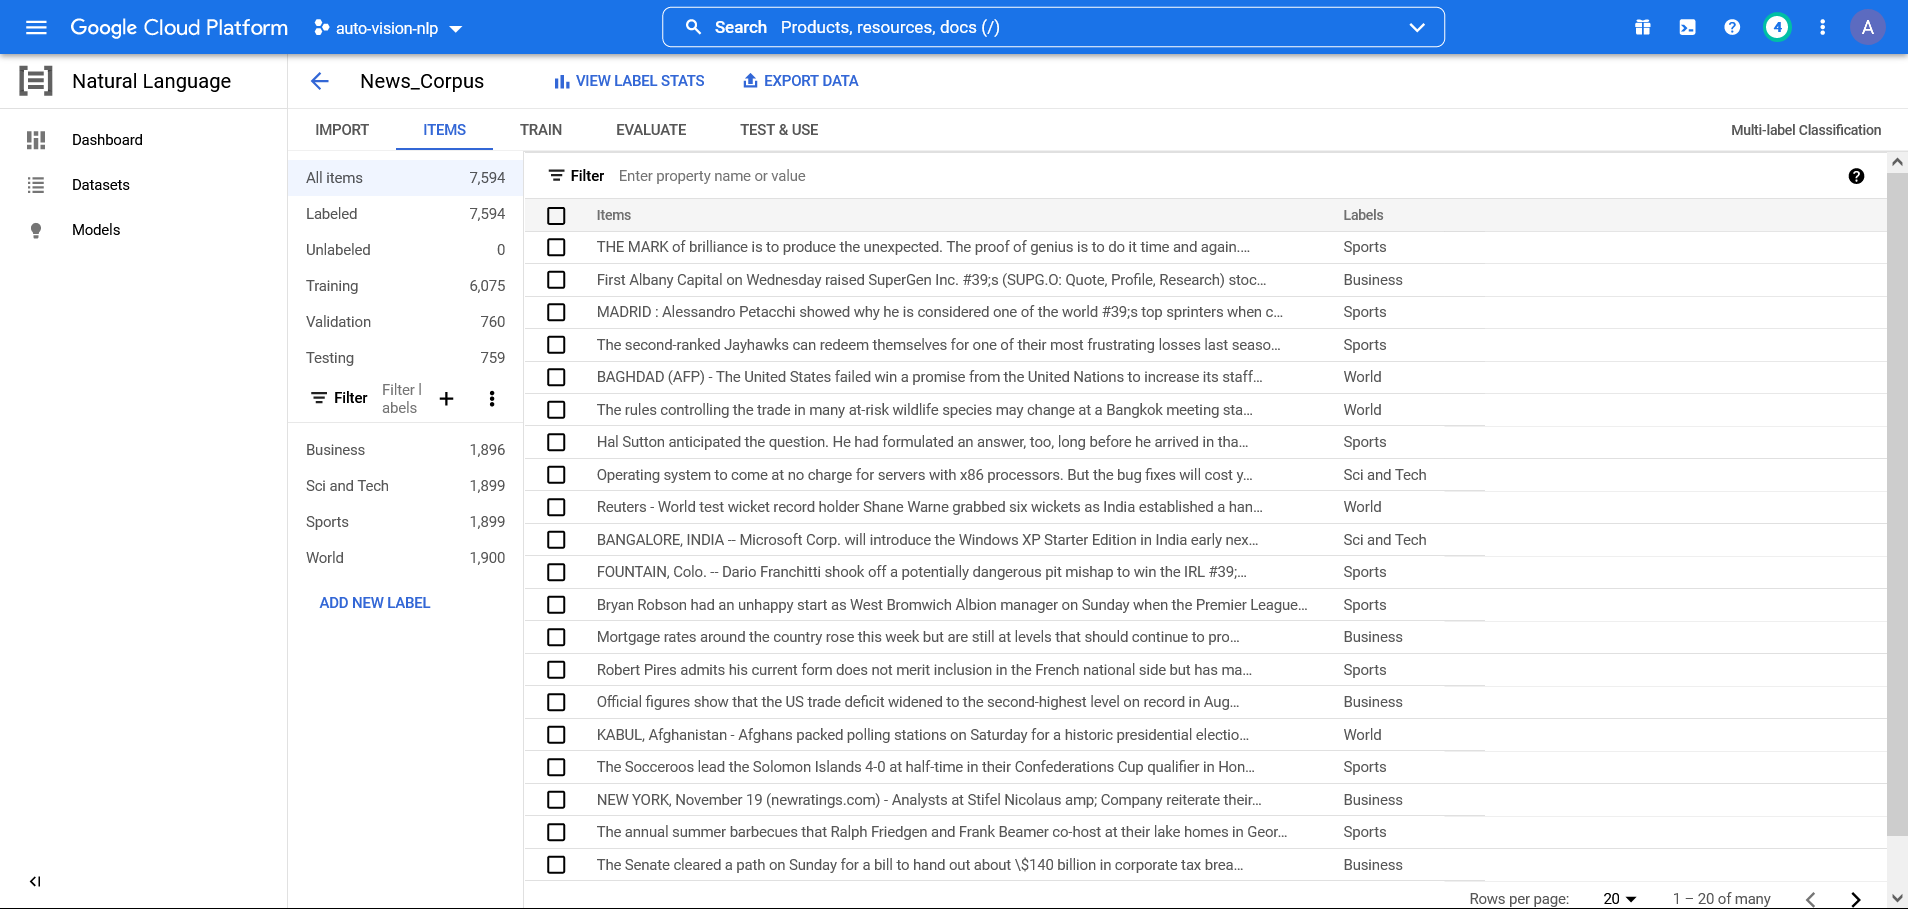 Google Cloud Platform auto-vision-nlp Search Products, resources, docs (/) 4 A
Natural Language
News_Corpus VIEW LABEL STATS EXPORT DATA
Dashboard
Datasets
Models
IMPORT ITEMS TRAIN EVALUATE TEST & USE Multi-label Classification
All items 7,594
Labeled 7,594
Unlabeled 0
Training 6,075
Validation 760
Testing 759
Filter Filter l
abels
Business 1,896
Sci and Tech 1,899
Sports 1,899
World 1,900
ADD NEW LABEL
Filter Enter property name or value
Items Labels
THE MARK of brilliance is to produce the unexpected. The proof of genius is to do it time and again.... Sports
First Albany Capital on Wednesday raised SuperGen Inc. #39;s (SUPG.O: Quote, Profile, Research) stoc... Business
MADRID : Alessandro Petacchi showed why he is considered one of the world #39;s top sprinters when c... Sports
The second-ranked Jayhawks can redeem themselves for one of their most frustrating losses last seaso... Sports
BAGHDAD (AFP) - The United States failed win a promise from the United Nations to increase its staff... World
The rules controlling the trade in many at-risk wildlife species may change at a Bangkok meeting sta... World
Hal Sutton anticipated the question. He had formulated an answer, too, long before he arrived in tha... Sports
Operating system to come at no charge for servers with x86 processors. But the bug fixes will cost y... Sci and Tech
Reuters - World test wicket record holder Shane Warne grabbed six wickets as India established a han... World
BANGALORE, INDIA -- Microsoft Corp. will introduce the Windows XP Starter Edition in India early nex... Sci and Tech
FOUNTAIN, Colo. -- Dario Franchitti shook off a potentially dangerous pit mishap to win the IRL #39;... Sports
Bryan Robson had an unhappy start as West Bromwich Albion manager on Sunday when the Premier League... Sports
Mortgage rates around the country rose this week but are still at levels that should continue to pro... Business
Robert Pires admits his current form does not merit inclusion in the French national side but has ma... Sports
Official figures show that the US trade deficit widened to the second-highest level on record in Aug... Business
KABUL, Afghanistan - Afghans packed polling stations on Saturday for a historic presidential electio... World
The Socceroos lead the Solomon Islands 4-0 at half-time in their Confederations Cup qualifier in Hon... Sports
NEW YORK, November 19 (newratings.com) - Analysts at Stifel Nicolaus amp; Company reiterate their... Business
The annual summer barbecues that Ralph Friedgen and Frank Beamer co-host at their lake homes in Geor... Sports
The Senate cleared a path on Sunday for a bill to hand out about \$140 billion in corporate tax brea... Business
Rows per page: 20 1 – 20 of many